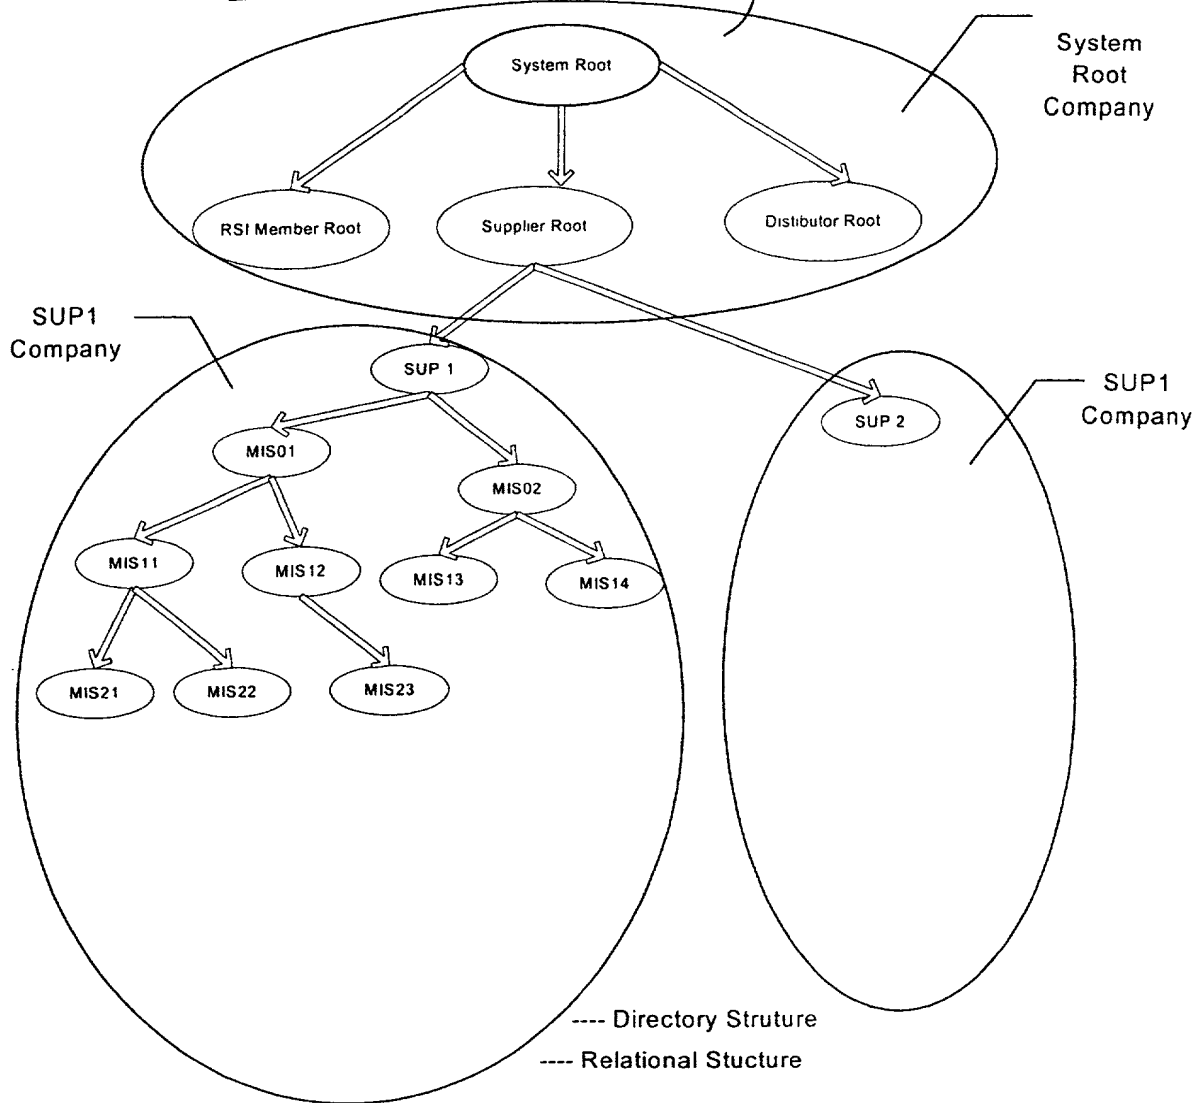 System
Root
Company
System Root
RSI Member Root
Supplier Root
Distibutor Root
SUP1
Company
SUP 1
SUP1
Company
SUP 2
MIS01
MIS02
MIS11
MIS12
MIS13
MIS14
MIS21
MIS22
MIS23
---- Directory Struture
---- Relational Stucture